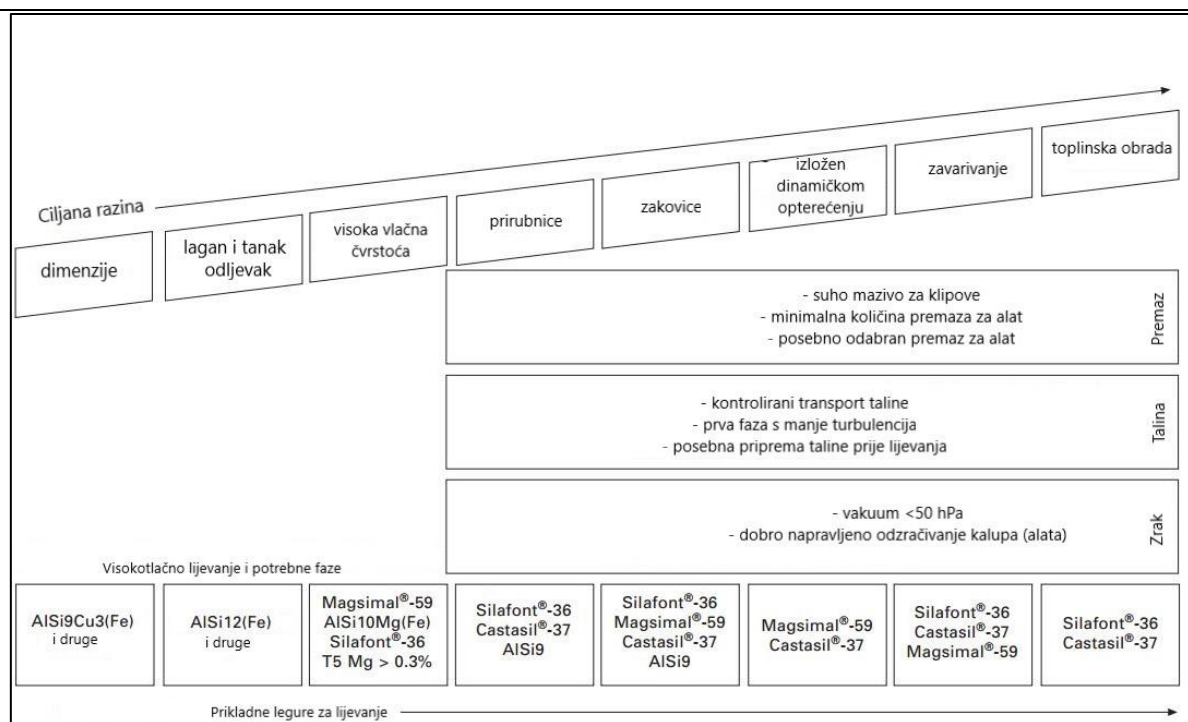 Ciljana razina
dimenzije
lagan i tanak
odljevak
visoka vlačna
čvrstoća
prirubnice
zakovice
izložen
dinamičkom
opterećenju
zavarivanje
toplinska obrada
- suho mazivo za klipove
- minimalna količina premaza za alat
- posebno odabran premaz za alat
Premaz
- kontrolirani transport taline
- prva faza s manje turbulencija
- posebna priprema taline prije lijevanja
Talina
- vakuum <50 hPa
- dobro napravljeno odzračivanje kalupa (alata)
Zrak
Visokotlačno lijevanje i potrebne faze
AlSi9Cu3(Fe)
i druge
AlSi12(Fe)
i druge
Magsimal®-59
AlSi10Mg(Fe)
Silafont®-36
T5 Mg > 0.3%
Silafont®-36
Castasil®-37
AlSi9
Silafont®-36
Magsimal®-59
Castasil®-37
AlSi9
Magsimal®-59
Castasil®-37
Silafont®-36
Castasil®-37
Magsimal®-59
Silafont®-36
Castasil®-37
Prikladne legure za lijevanje